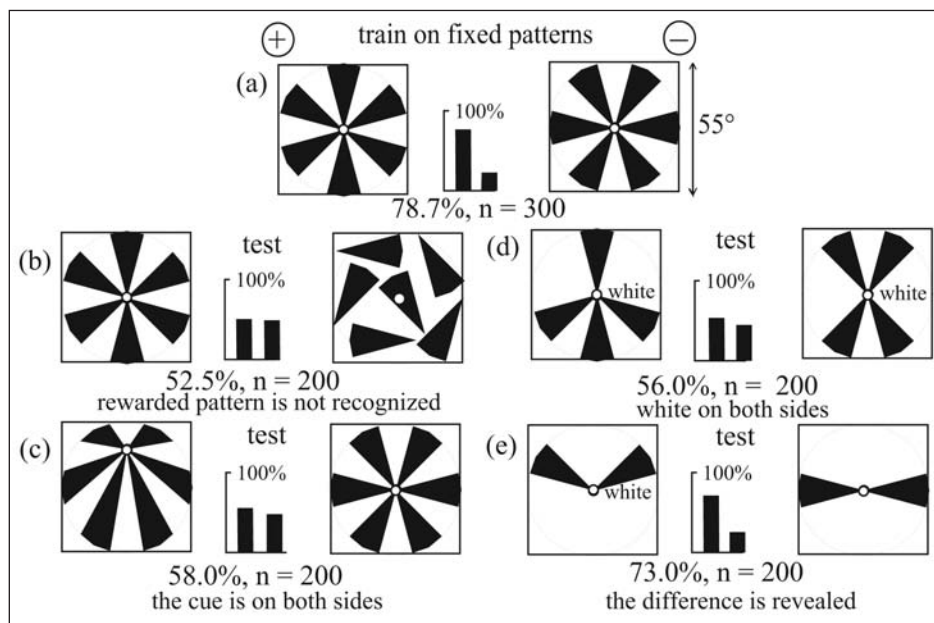 + train on fixed patterns −
(a) 100% 55°
78.7%, n = 300
(b) test
100%
52.5%, n = 200
rewarded pattern is not recognized
(d) test
100%
white white
56.0%, n = 200
white on both sides
(c) test
100%
58.0%, n = 200
the cue is on both sides
(e) test
100%
white
73.0%, n = 200
the difference is revealed